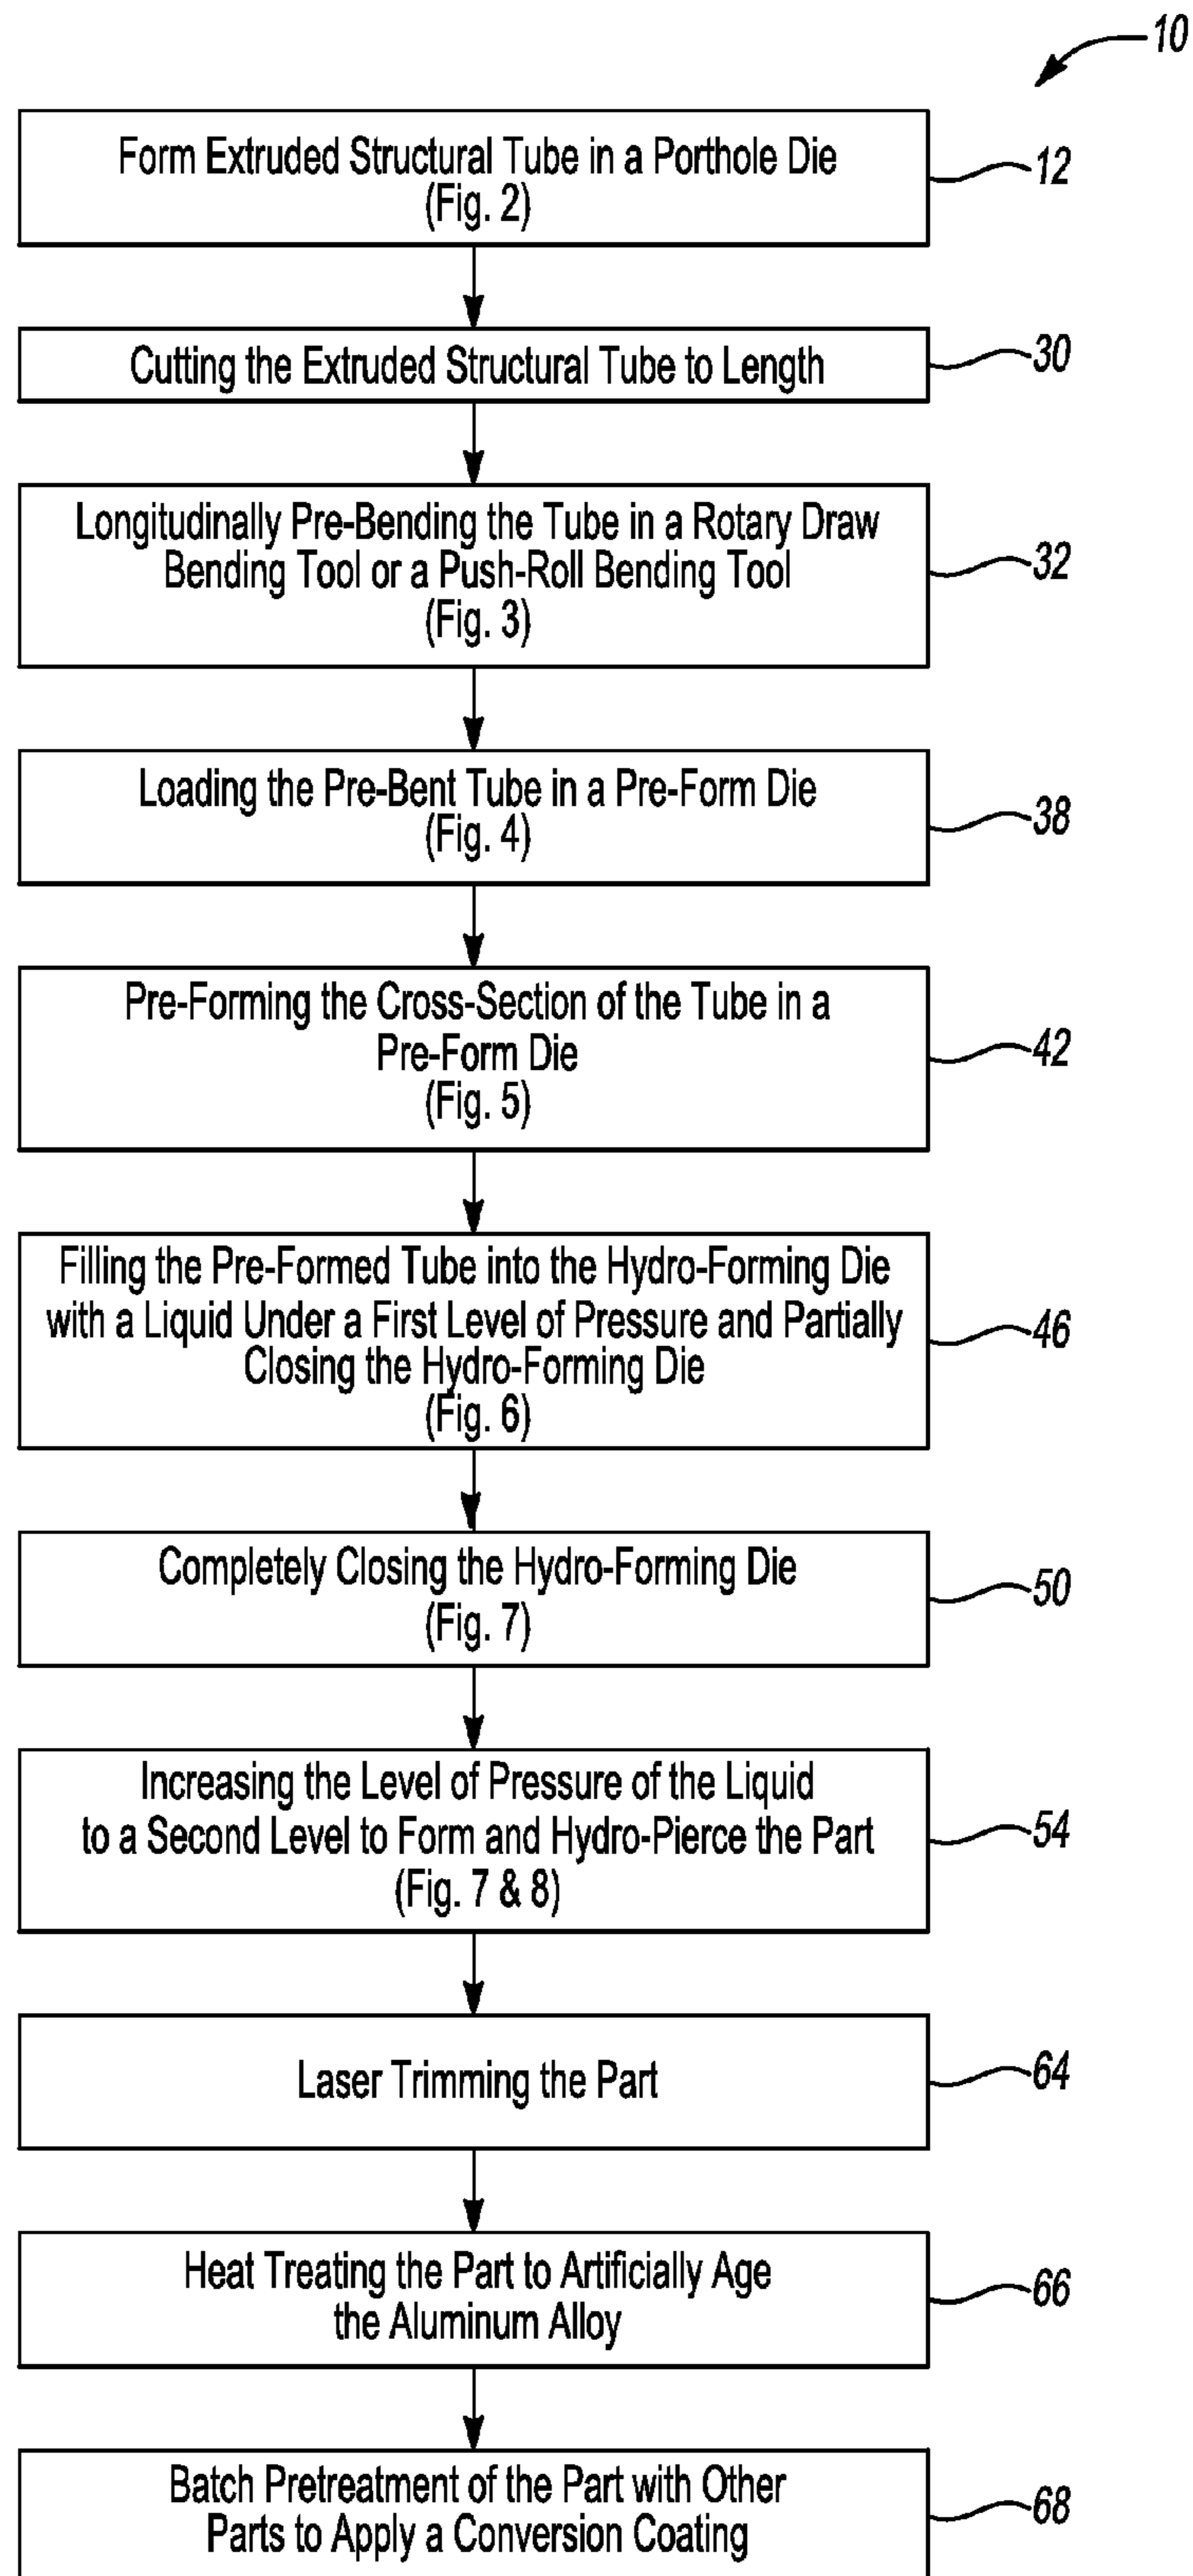 10
Form Extruded Structural Tube in a Porthole Die
(Fig. 2)
12
Cutting the Extruded Structural Tube to Length
30
Longitudinally Pre-Bending the Tube in a Rotary Draw
Bending Tool or a Push-Roll Bending Tool
(Fig. 3)
32
Loading the Pre-Bent Tube in a Pre-Form Die
(Fig. 4)
38
Pre-Forming the Cross-Section of the Tube in a
Pre-Form Die
(Fig. 5)
42
Filling the Pre-Formed Tube into the Hydro-Forming Die
with a Liquid Under a First Level of Pressure and Partially
Closing the Hydro-Forming Die
(Fig. 6)
46
Completely Closing the Hydro-Forming Die
(Fig. 7)
50
Increasing the Level of Pressure of the Liquid
to a Second Level to Form and Hydro-Pierce the Part
(Fig. 7 & 8)
54
Laser Trimming the Part
64
Heat Treating the Part to Artificially Age
the Aluminum Alloy
66
Batch Pretreatment of the Part with Other
Parts to Apply a Conversion Coating
68